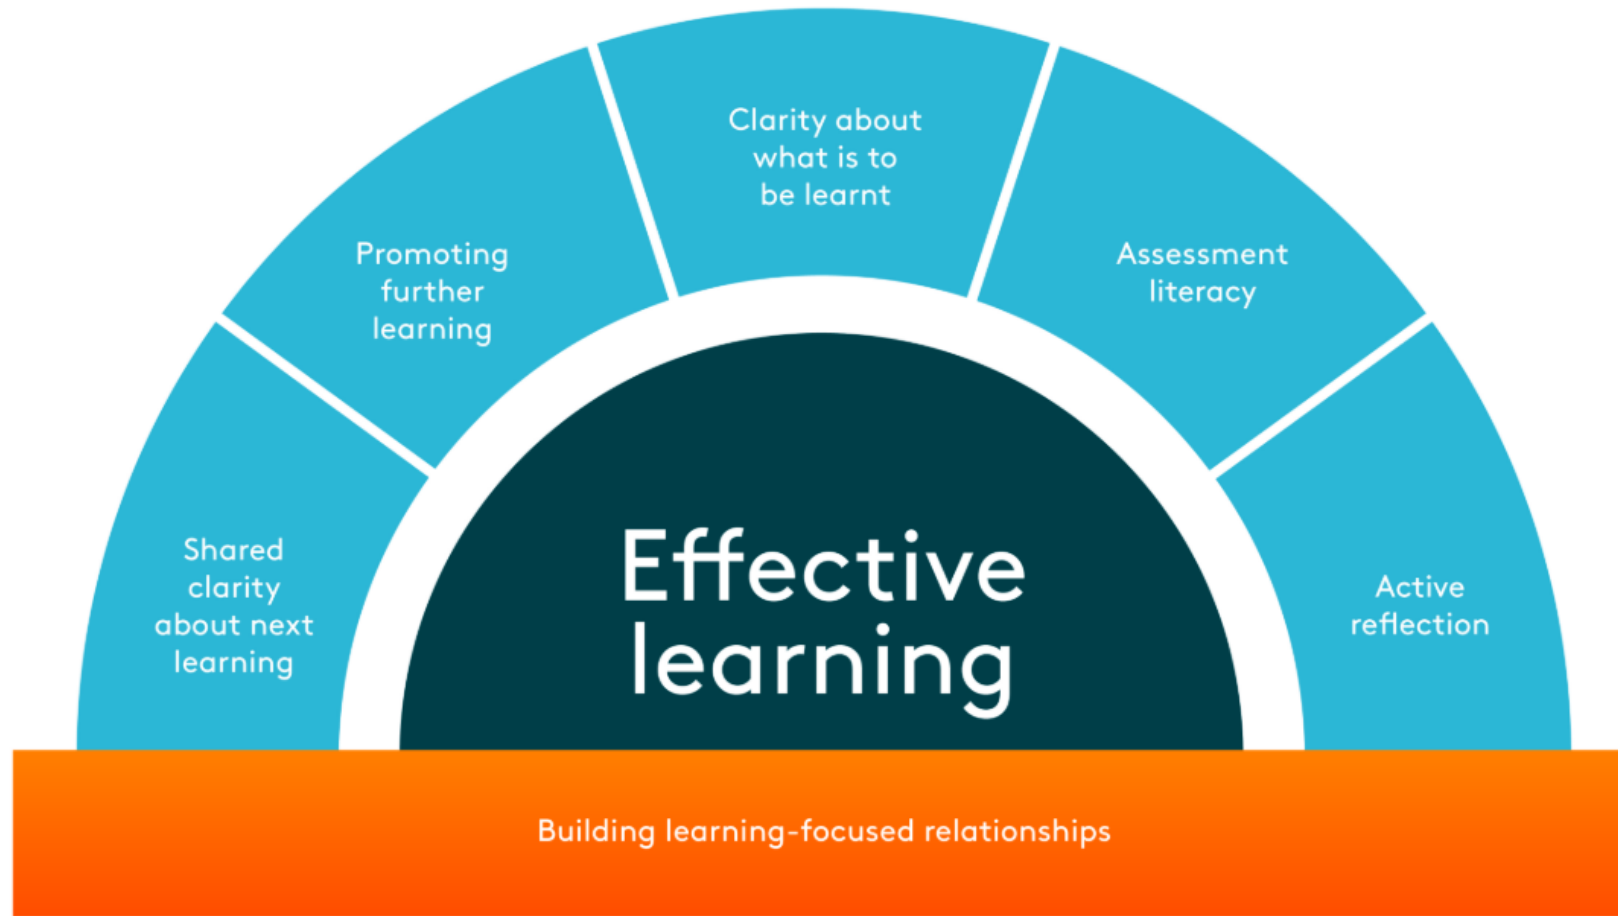 Clarity about
what is to
be learnt
Promoting
further
learning
Assessment
literacy
Shared
clarity
about next
learning
Active
reflection
Effective
learning
Building learning-focused relationships